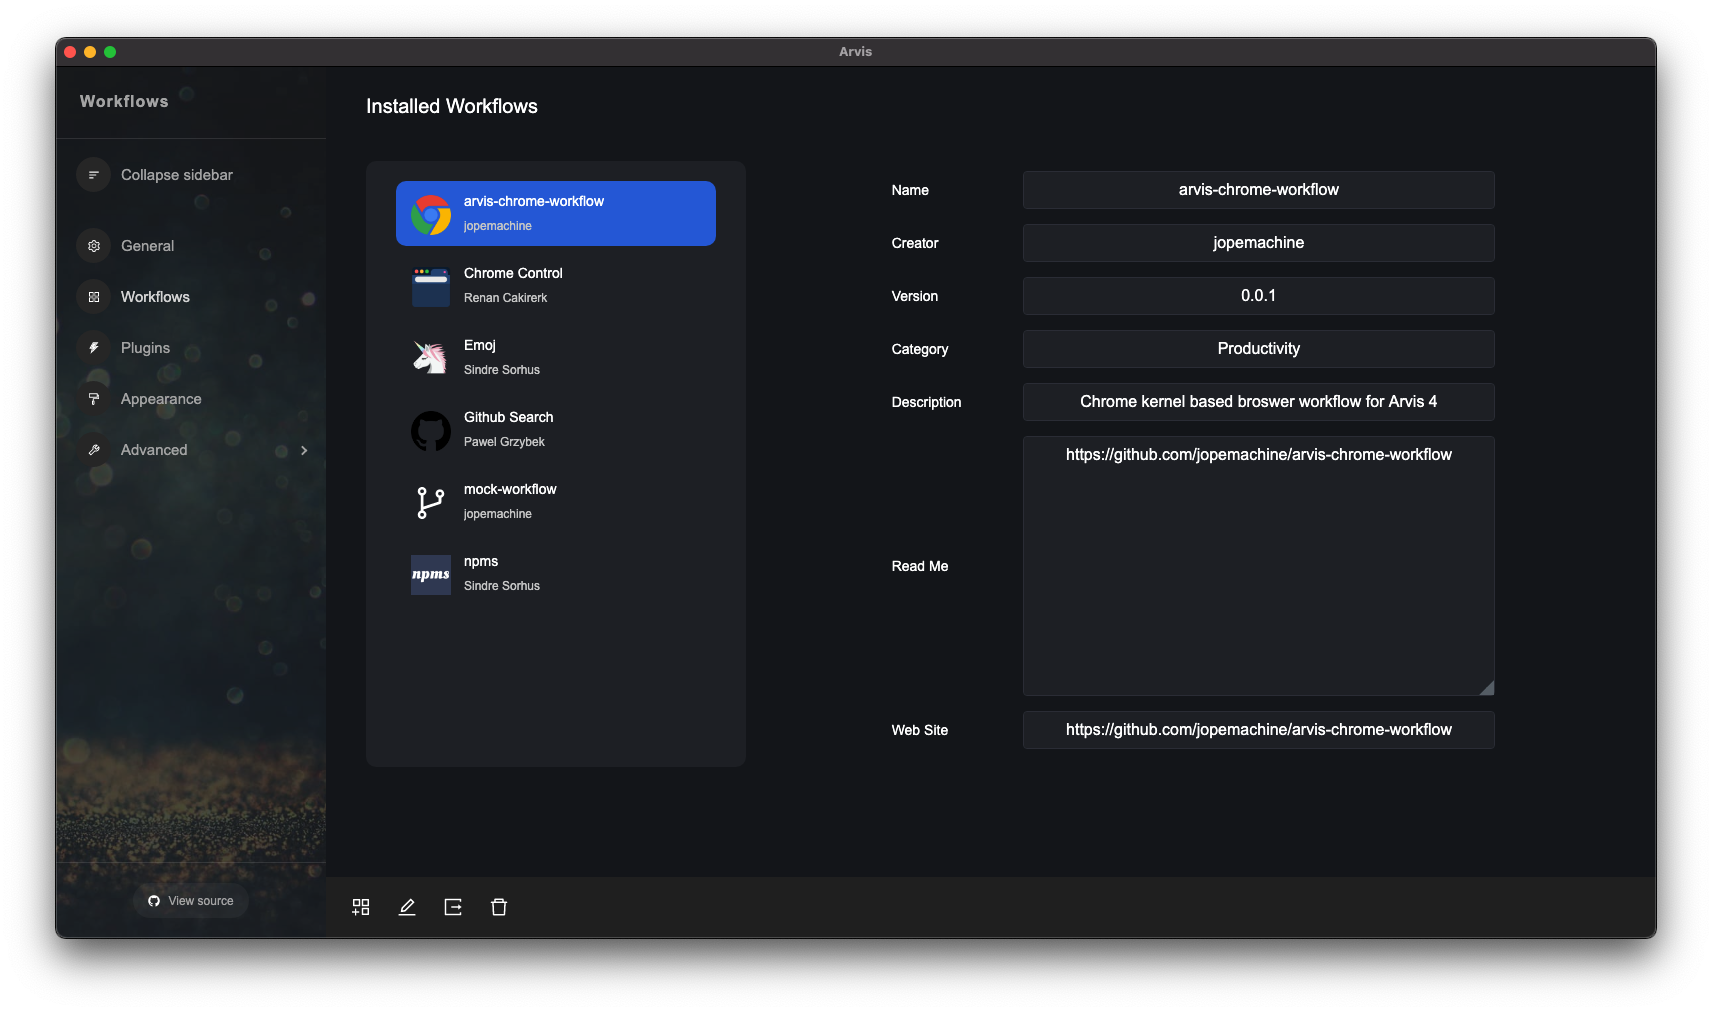 Arvis
Workflows
Collapse sidebar
General
Workflows
Plugins
Appearance
Advanced
View source
Installed Workflows
arvis-chrome-workflow
jopemachine
Chrome Control
Renan Cakirerk
Emoj
Sindre Sorhus
Github Search
Pawel Grzybek
mock-workflow
jopemachine
npms
npms
Sindre Sorhus
Name
arvis-chrome-workflow
Creator
jopemachine
Version
0.0.1
Category
Productivity
Description
Chrome kernel based broswer workflow for Arvis 4
Read Me
https://github.com/jopemachine/arvis-chrome-workflow
Web Site
https://github.com/jopemachine/arvis-chrome-workflow